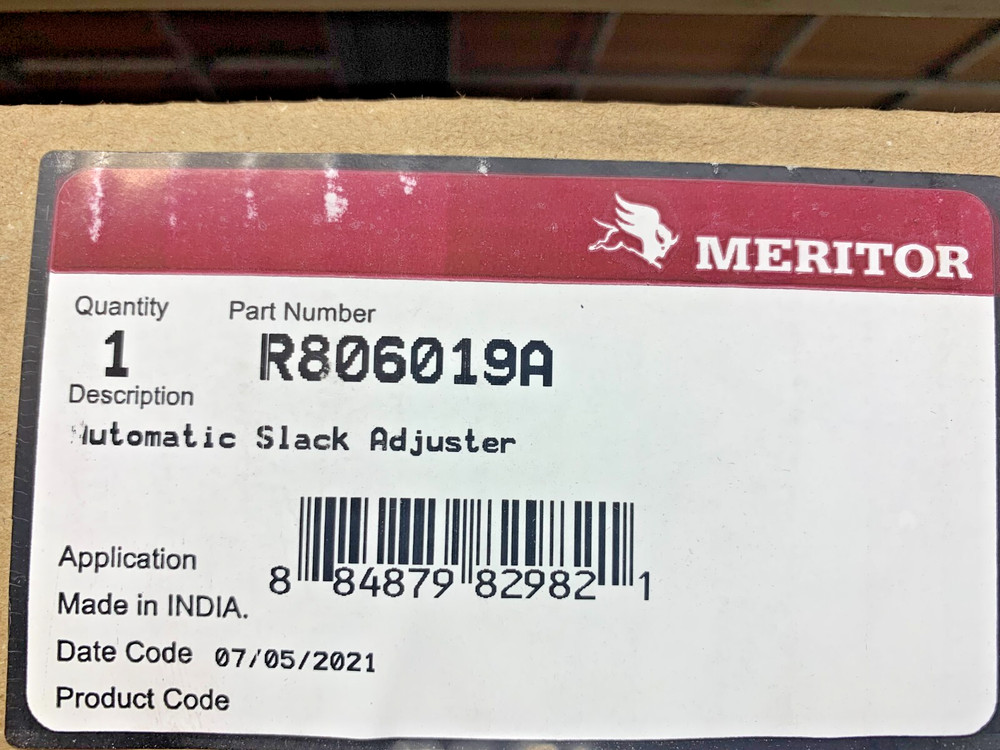 MERITOR
Quantity Part Number
1 R806019A
Description
Automatic Slack Adjuster
Application
8 84879 82982 1
Made in INDIA.
Date Code 07/05/2021
Product Code